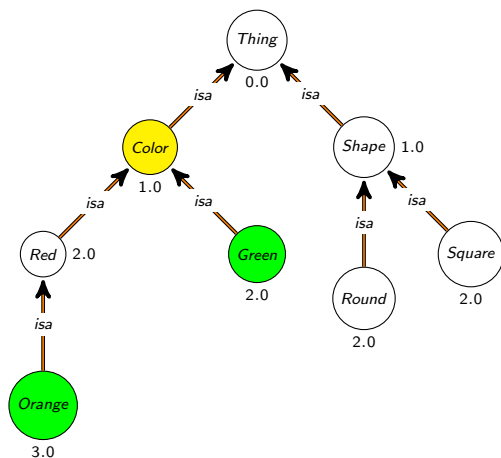 Thing
0.0
isa
isa
Color
1.0
Shape
1.0
isa
isa
isa
isa
Red
2.0
Green
2.0
Round
2.0
Square
2.0
isa
Orange
3.0